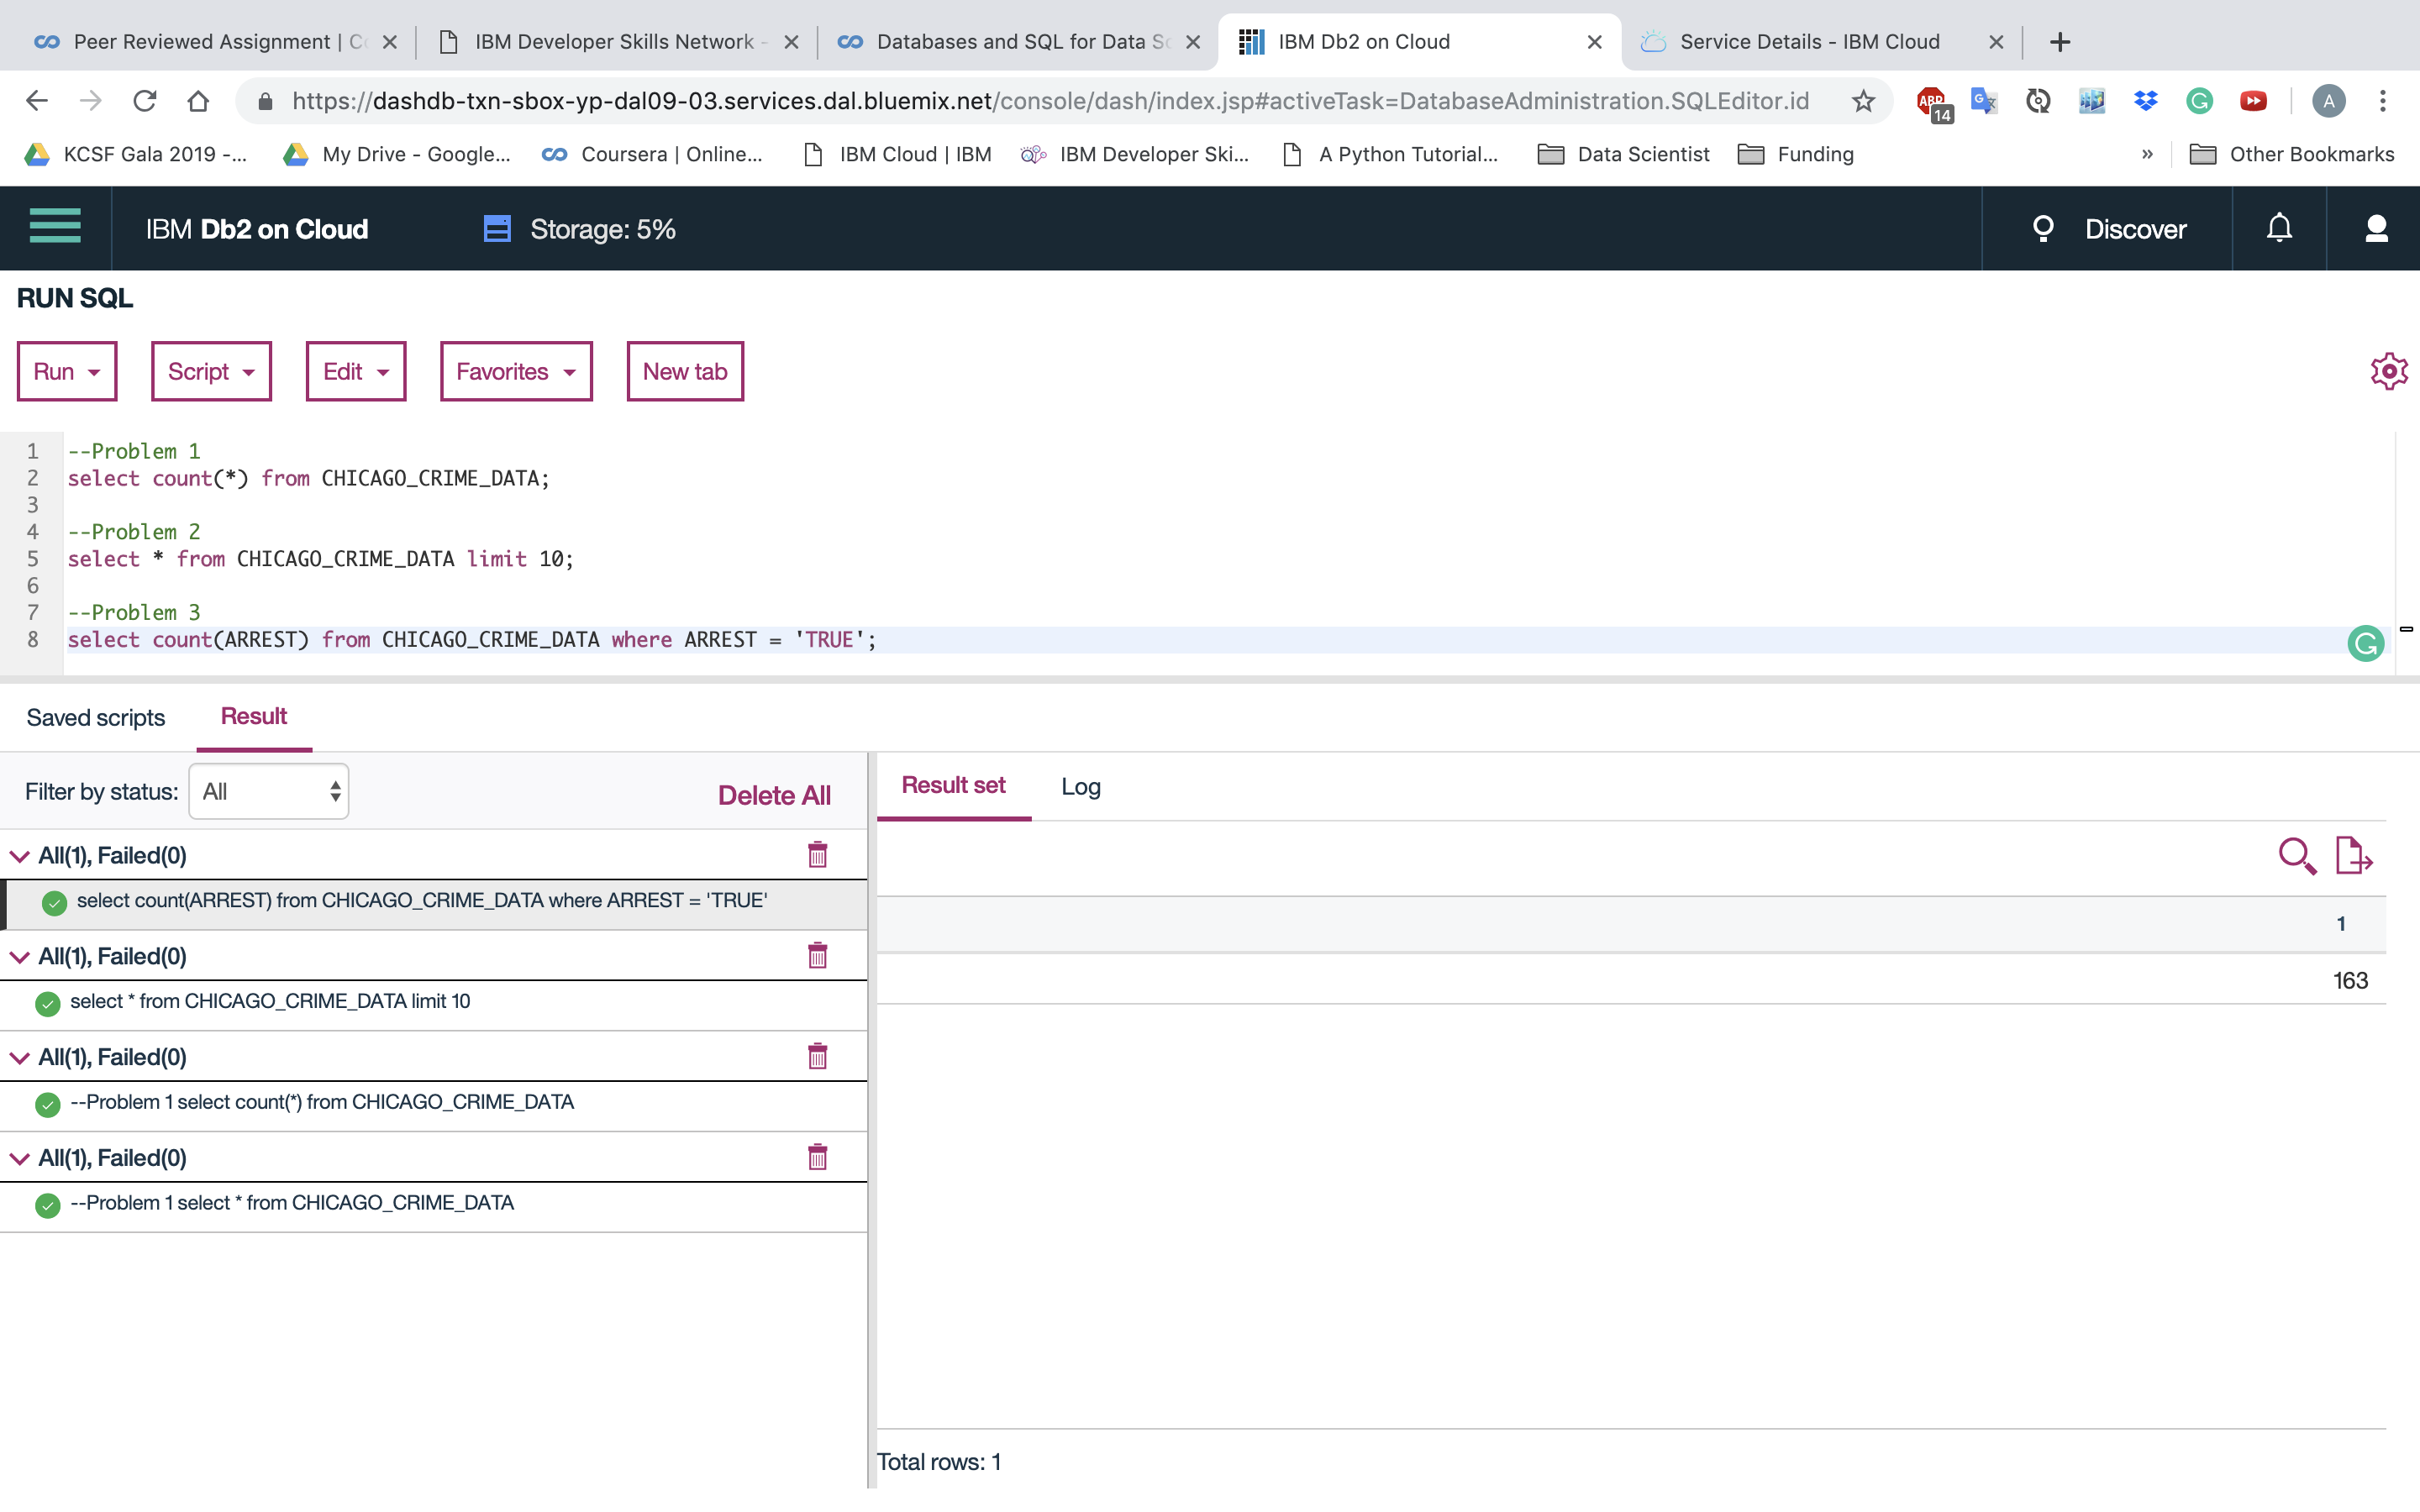 Peer Reviewed Assignment | Co
IBM Developer Skills Network -
Databases and SQL for Data Sc
IBM Db2 on Cloud
Service Details - IBM Cloud
https://dashdb-txn-sbox-yp-dal09-03.services.dal.bluemix.net/console/dash/index.jsp#activeTask=DatabaseAdministration.SQLEditor.id
ABP
14
A
KCSF Gala 2019 -...
My Drive - Google...
Coursera | Online...
IBM Cloud | IBM
IBM Developer Ski...
A Python Tutorial...
Data Scientist
Funding
»
Other Bookmarks
IBM Db2 on Cloud
Storage: 5%
Discover
RUN SQL
Run
Script
Edit
Favorites
New tab
1 --Problem 1
2 select count(*) from CHICAGO_CRIME_DATA;
3
4 --Problem 2
5 select * from CHICAGO_CRIME_DATA limit 10;
6
7 --Problem 3
8 select count(ARREST) from CHICAGO_CRIME_DATA where ARREST = 'TRUE';
Saved scripts
Result
Filter by status: All
Delete All
All(1), Failed(0)
select count(ARREST) from CHICAGO_CRIME_DATA where ARREST = 'TRUE'
All(1), Failed(0)
select * from CHICAGO_CRIME_DATA limit 10
All(1), Failed(0)
--Problem 1 select count(*) from CHICAGO_CRIME_DATA
All(1), Failed(0)
--Problem 1 select * from CHICAGO_CRIME_DATA
Result set
Log
1
163
Total rows: 1